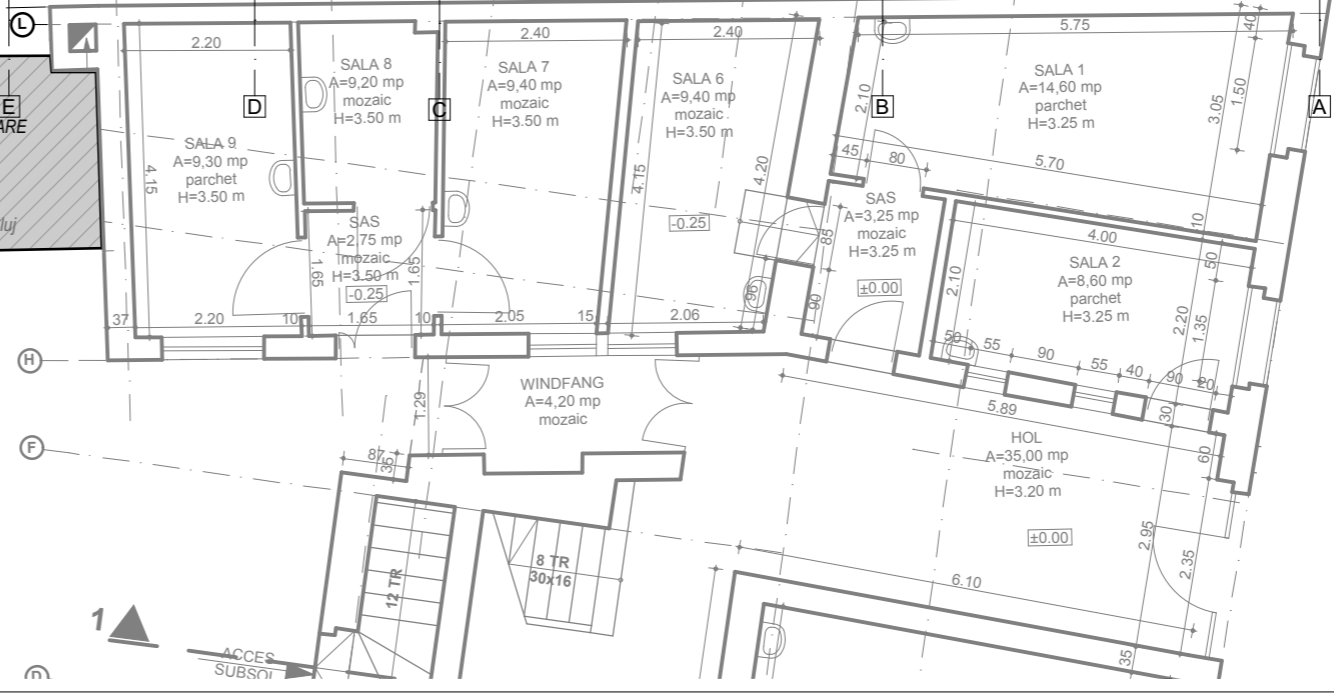 L
E
ARE
luj
D
C
B
A
2.20
2.40
2.40
5.75
40
SALA 8
A=9,20 mp
mozaic
H=3.50 m
SALA 7
A=9,40 mp
mozaic
H=3.50 m
SALA 6
A=9,40 mp
mozaic
H=3.50 m
SALA 1
A=14,60 mp
parchet
H=3.25 m
2.10
3.05
1.50
SALA 9
A=9,30 mp
parchet
H=3.50 m
4.15
4.15
4.20
45
80
5.70
10
SAS
A=2,75 mp
mozaic
H=3.50 m
-0.25
1.65
1.65
-0.25
85
SAS
A=3,25 mp
mozaic
H=3.25 m
±0.00
4.00
50
SALA 2
A=8,60 mp
parchet
H=3.25 m
2.10
2.20
1.35
96
90
37
2.20
10
1.65
10
2.05
15
2.06
50
55
90
55
40
90
20
H
WINDFANG
A=4,20 mp
mozaic
1.29
5.89
30
60
F
87
35
HOL
A=35,00 mp
mozaic
H=3.20 m
±0.00
2.95
2.35
8 TR
30x16
12 TR
6.10
35
1
ACCES
SUBSOL
D